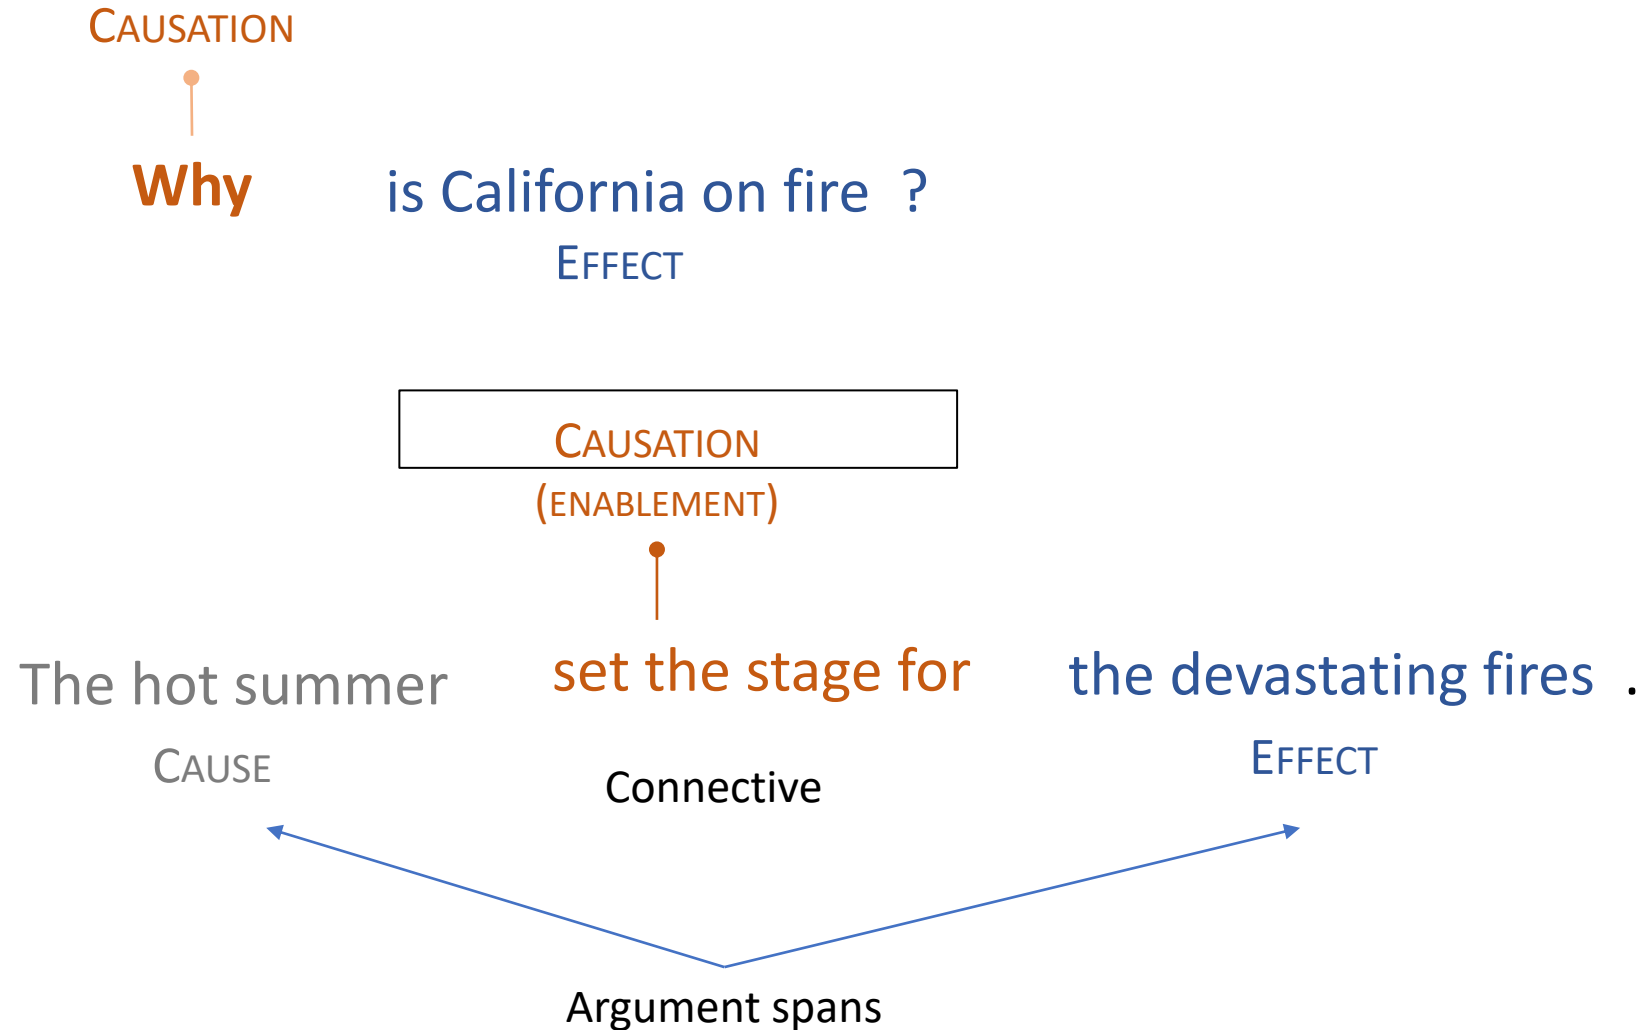 CAUSATION
Why is California on fire ?
EFFECT
CAUSATION
(ENABLEMENT)
The hot summer set the stage for the devastating fires .
CAUSE Connective EFFECT
Argument spans